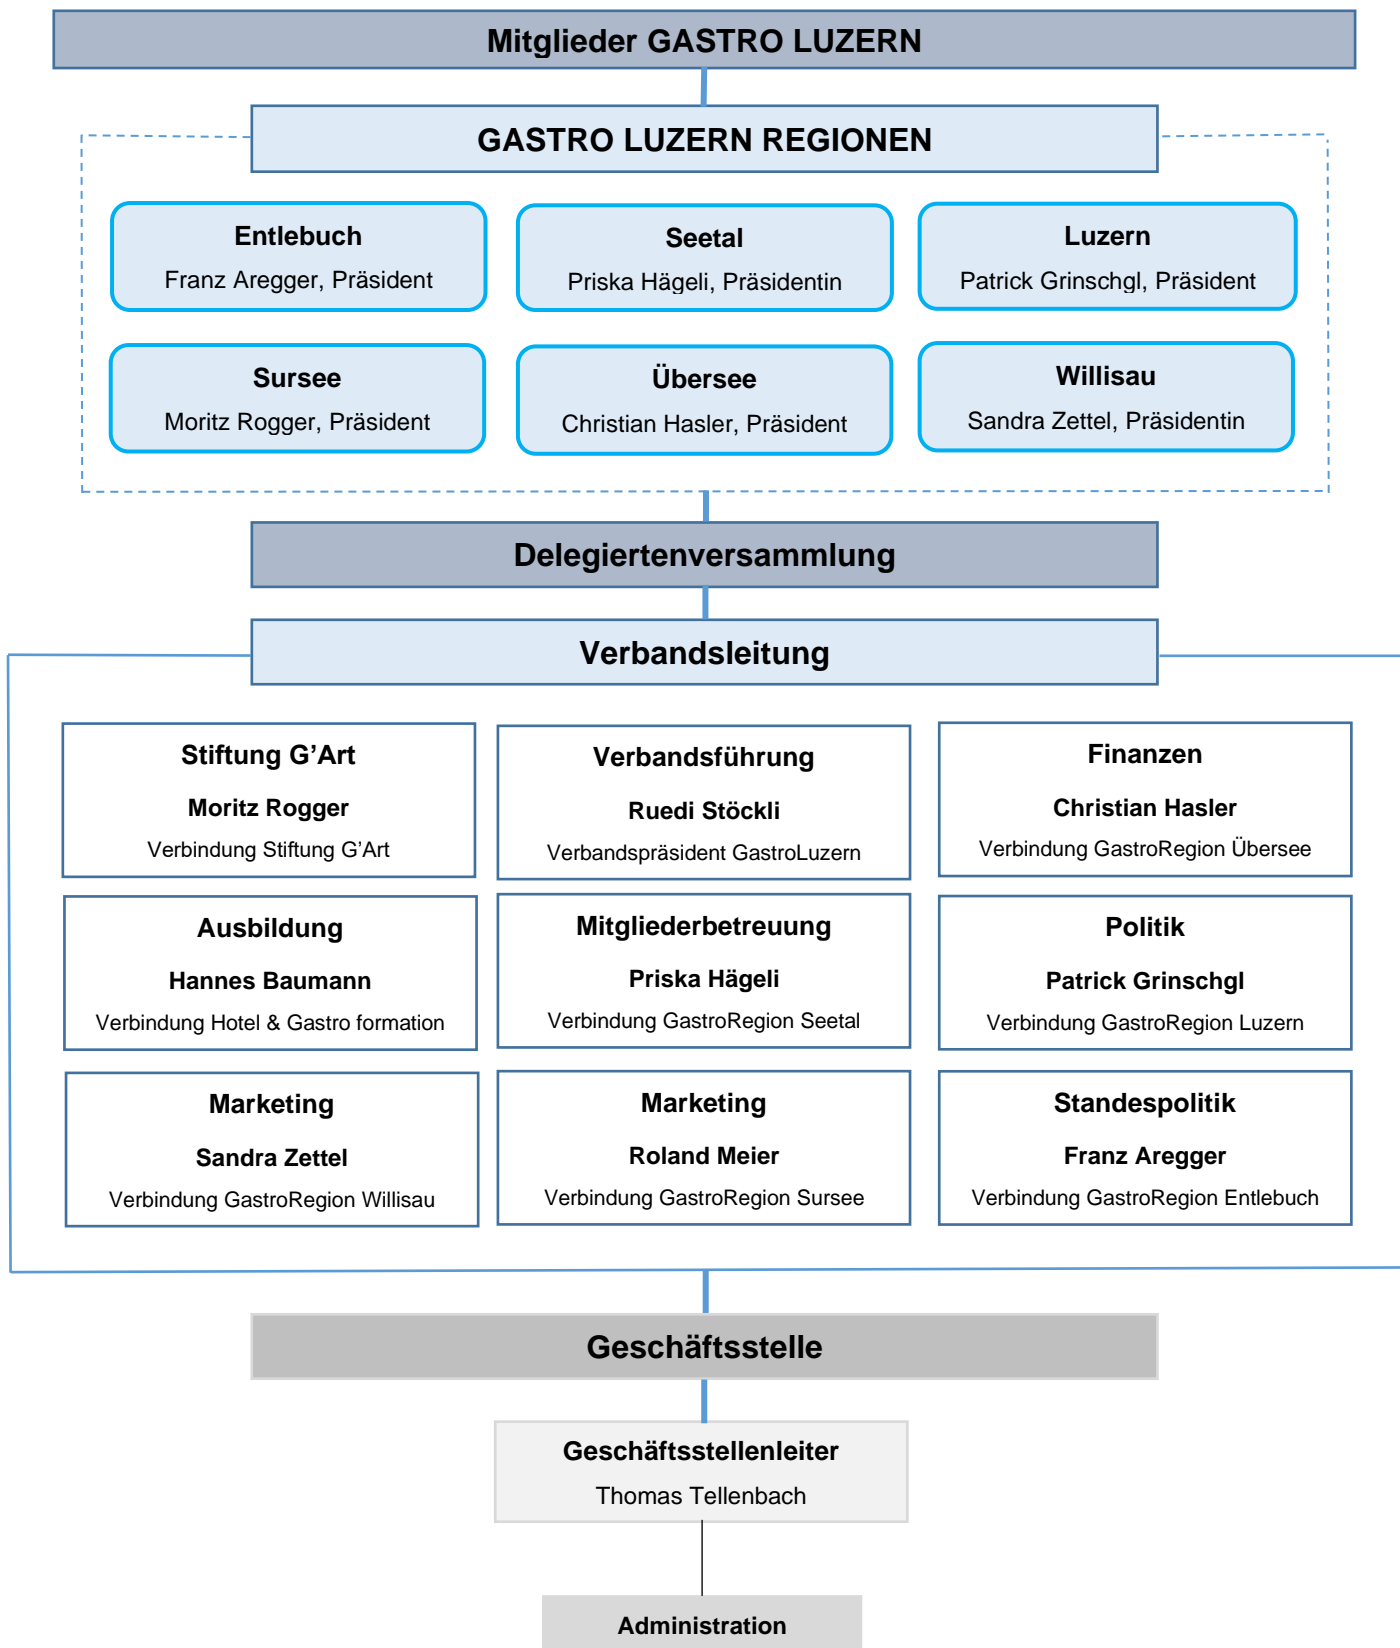 Mitglieder GASTRO LUZERN
GASTRO LUZERN REGIONEN
Entlebuch
Franz Aregger, Präsident
Seetal
Priska Hägeli, Präsidentin
Luzern
Patrick Grinschgl, Präsident
Sursee
Moritz Rogger, Präsident
Übersee
Christian Hasler, Präsident
Willisau
Sandra Zettel, Präsidentin
Delegiertenversammlung
Verbandsleitung
Stiftung G’Art
Moritz Rogger
Verbindung Stiftung G’Art
Verbandsführung
Ruedi Stöckli
Verbandspräsident GastroLuzern
Finanzen
Christian Hasler
Verbindung GastroRegion Übersee
Ausbildung
Hannes Baumann
Verbindung Hotel & Gastro formation
Mitgliederbetreuung
Priska Hägeli
Verbindung GastroRegion Seetal
Politik
Patrick Grinschgl
Verbindung GastroRegion Luzern
Marketing
Sandra Zettel
Verbindung GastroRegion Willisau
Marketing
Roland Meier
Verbindung GastroRegion Sursee
Standespolitik
Franz Aregger
Verbindung GastroRegion Entlebuch
Geschäftsstelle
Geschäftsstellenleiter
Thomas Tellenbach
Administration